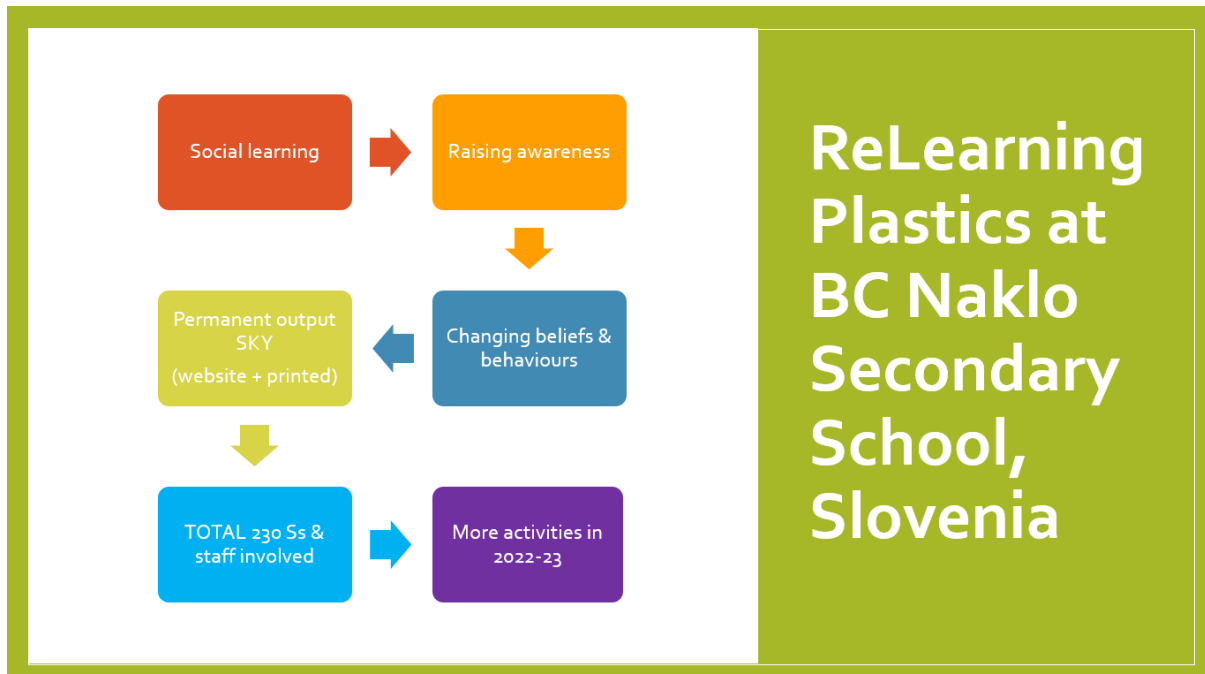 Social learning
Raising awareness
Changing beliefs &
behaviours
Permanent output
SKY
(website + printed)
TOTAL 230 Ss &
staff involved
More activities in
2022-23
ReLearning
Plastics at
BC Naklo
Secondary
School,
Slovenia